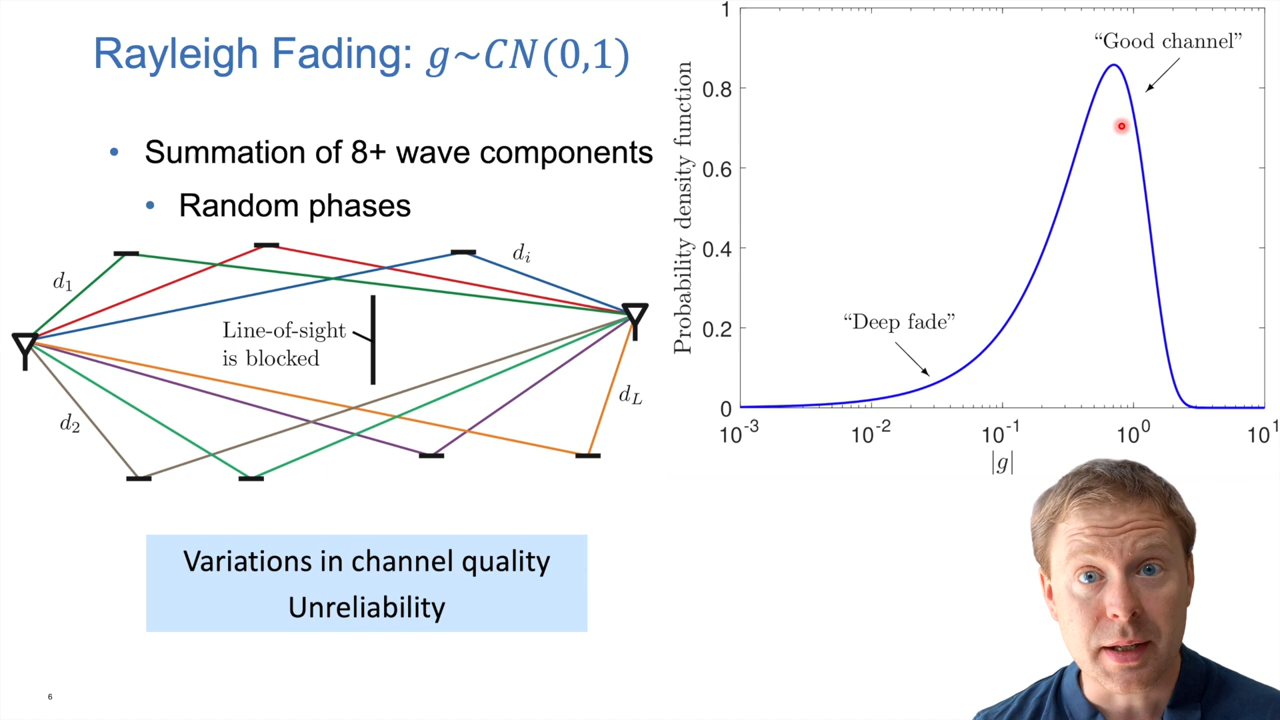 Rayleigh Fading: g~CN(0,1)
• Summation of 8+ wave components
• Random phases
d₁
dᵢ
Line-of-sight
is blocked
d₂
d_L
Variations in channel quality
Unreliability
6
Probability density function
1
0.8
0.6
0.4
0.2
0
“Good channel”
“Deep fade”
10⁻³
10⁻²
10⁻¹
10⁰
10¹
|g|